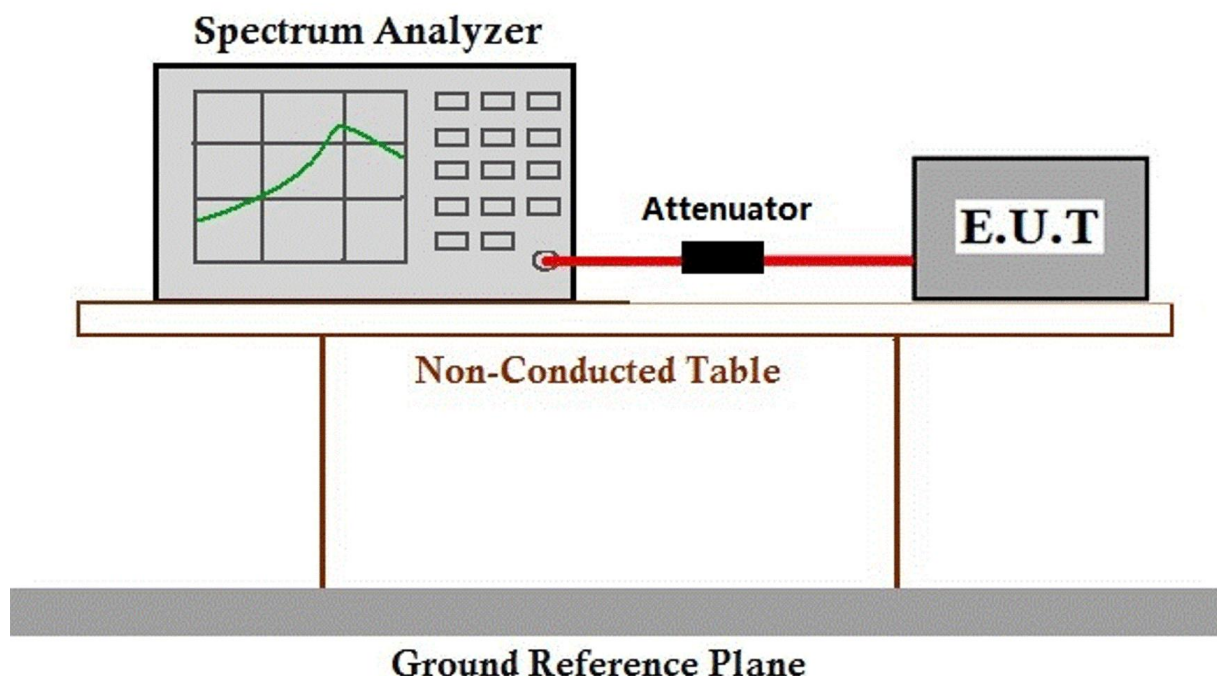 Spectrum Analyzer
Attenuator
E.U.T
Non-Conducted Table
Ground Reference Plane